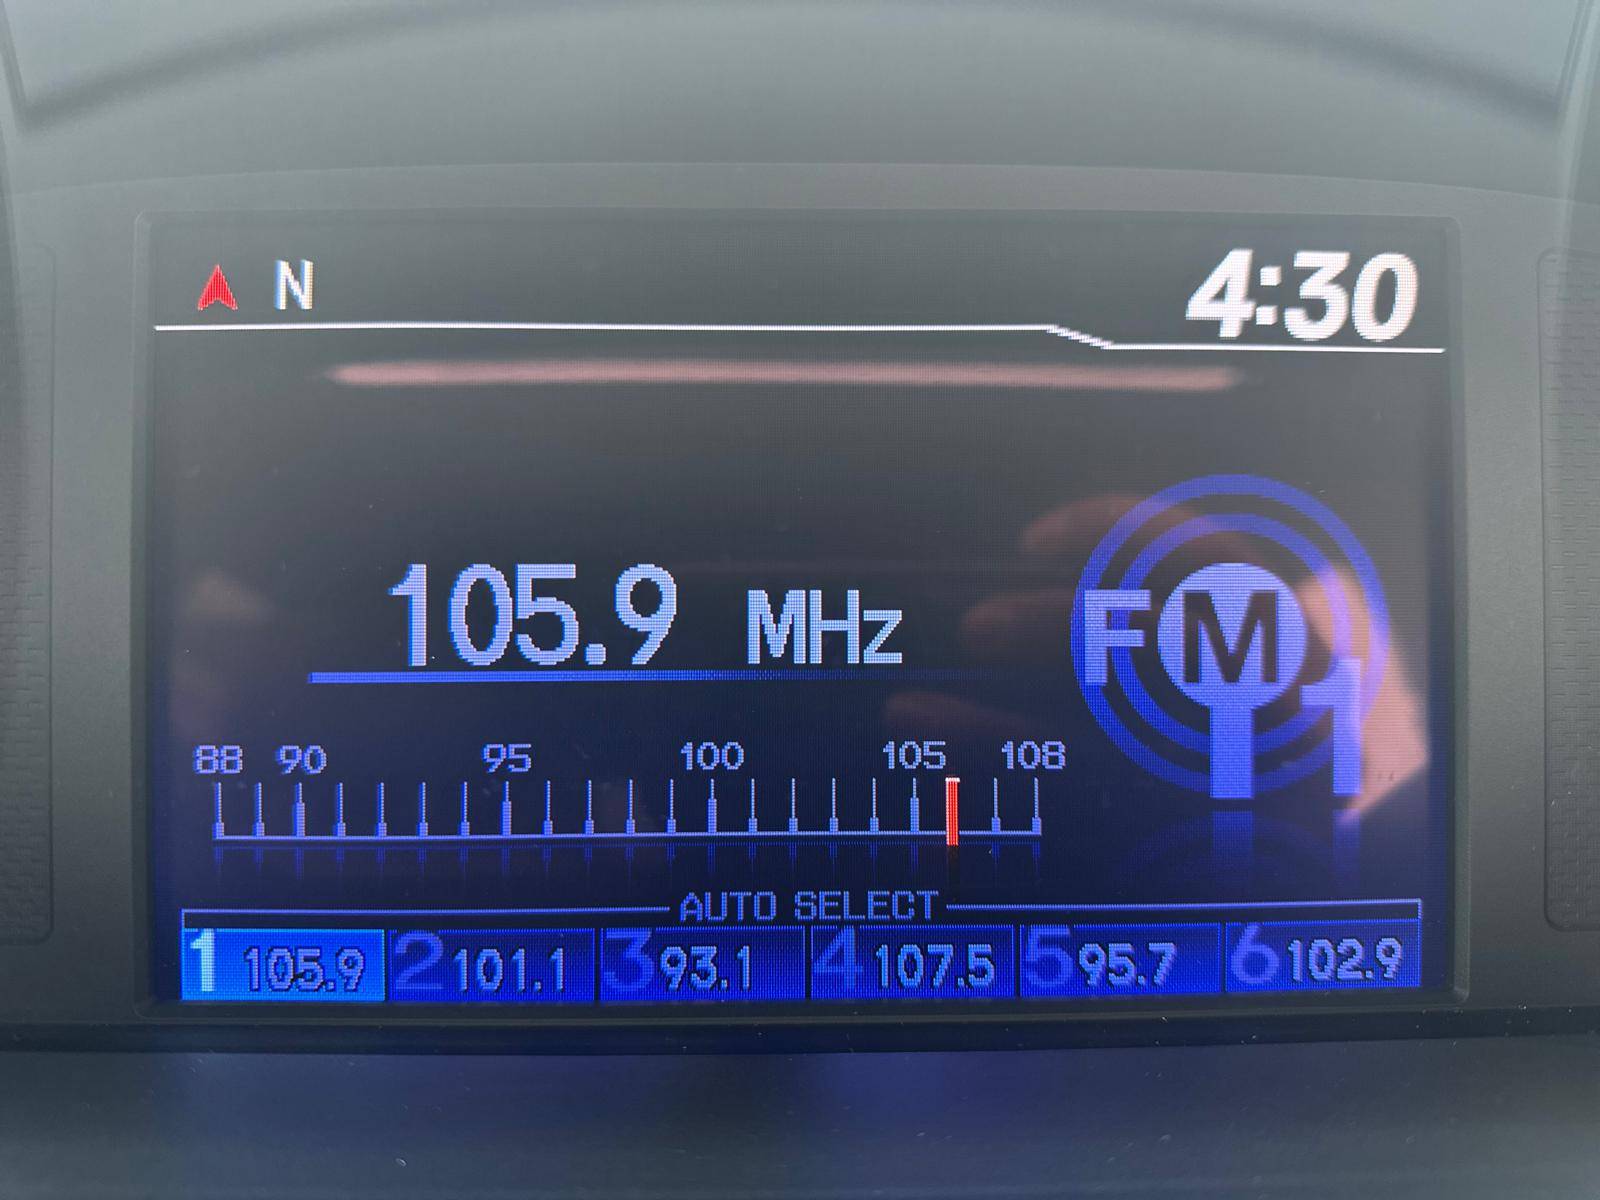 N
4:30
105.9 MHz
FM1
88 90 95 100 105 108
AUTO SELECT
1 105.9 2 101.1 3 93.1 4 107.5 5 95.7 6 102.9